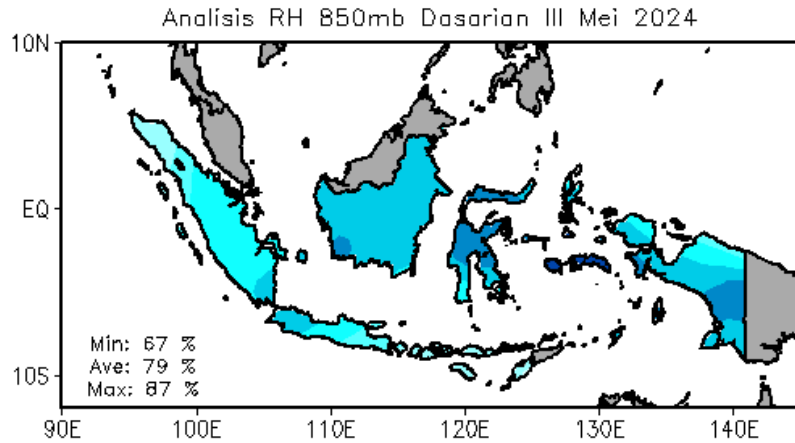 Analisis RH 850mb Dasarian III Mei 2024
10N
EQ
10S
Min: 67 %
Ave: 79 %
Max: 87 %
90E 100E 110E 120E 130E 140E